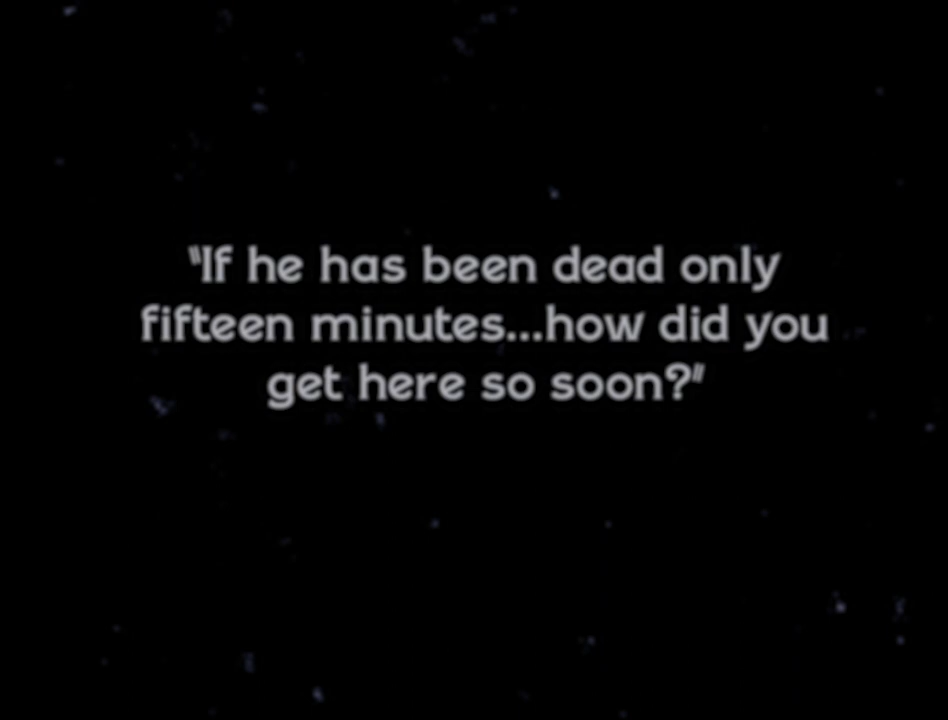 "If he has been dead only
fifteen minutes...how did you
get here so soon?"